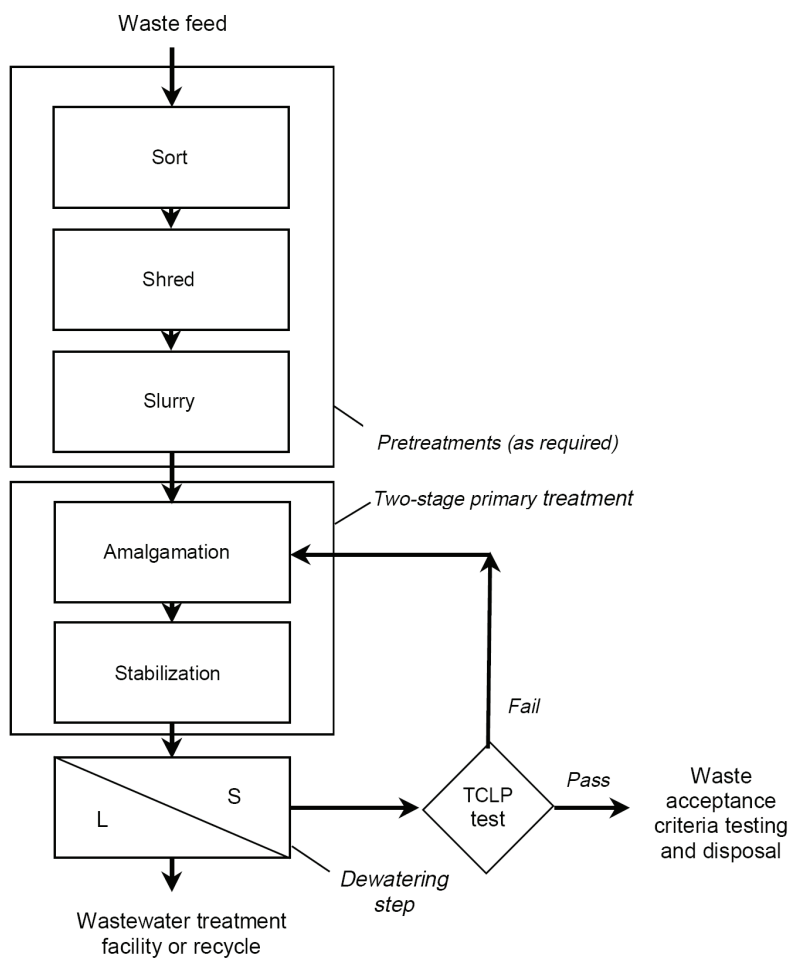 Waste feed
Sort
Shred
Slurry
Pretreatments (as required)
Two-stage primary treatment
Amalgamation
Stabilization
Fail
L
S
TCLP
test
Pass
Waste
acceptance
criteria testing
and disposal
Dewatering
step
Wastewater treatment
facility or recycle